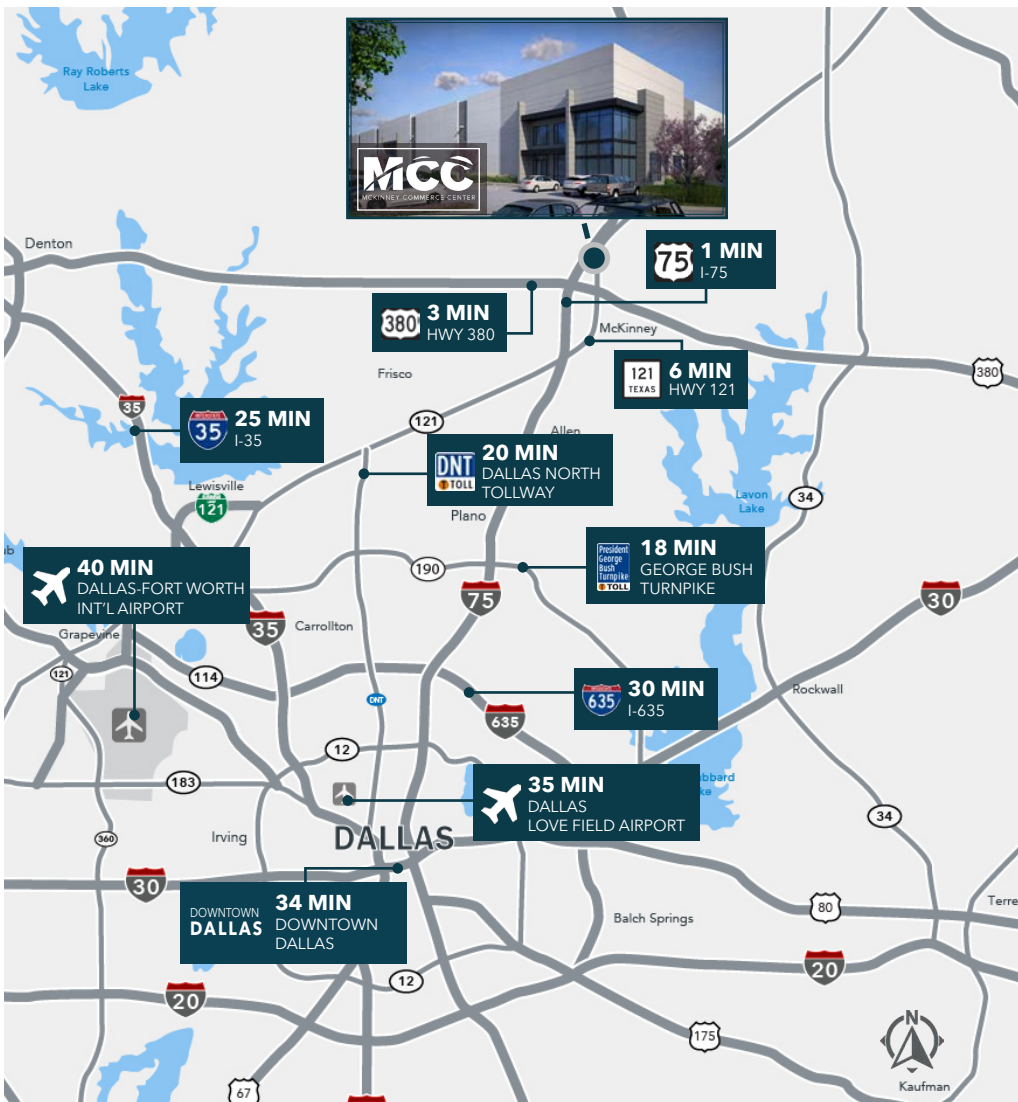 Ray Roberts
Lake
MCC
MCKINNEY COMMERCE CENTER
Denton
75
1 MIN
I-75
380
3 MIN
HWY 380
McKinney
121
TEXAS
6 MIN
HWY 121
380
Frisco
35
INTERSTATE
35
25 MIN
I-35
121
Allen
DNT
TOLL
20 MIN
DALLAS NORTH
TOLLWAY
Lewisville
121
Plano
Lavon
Lake
34
40 MIN
DALLAS-FORT WORTH
INT'L AIRPORT
190
President
George
Bush
Turnpike
TOLL
18 MIN
GEORGE BUSH
TURNPIKE
75
30
35
Carrollton
Grapevine
121
114
DNT
635
INTERSTATE
635
30 MIN
I-635
Rockwall
12
183
35 MIN
DALLAS
LOVE FIELD AIRPORT
34
360
Irving
DALLAS
30
DOWNTOWN
DALLAS
34 MIN
DOWNTOWN
DALLAS
80
Balch Springs
20
12
20
175
N
67
Kaufman